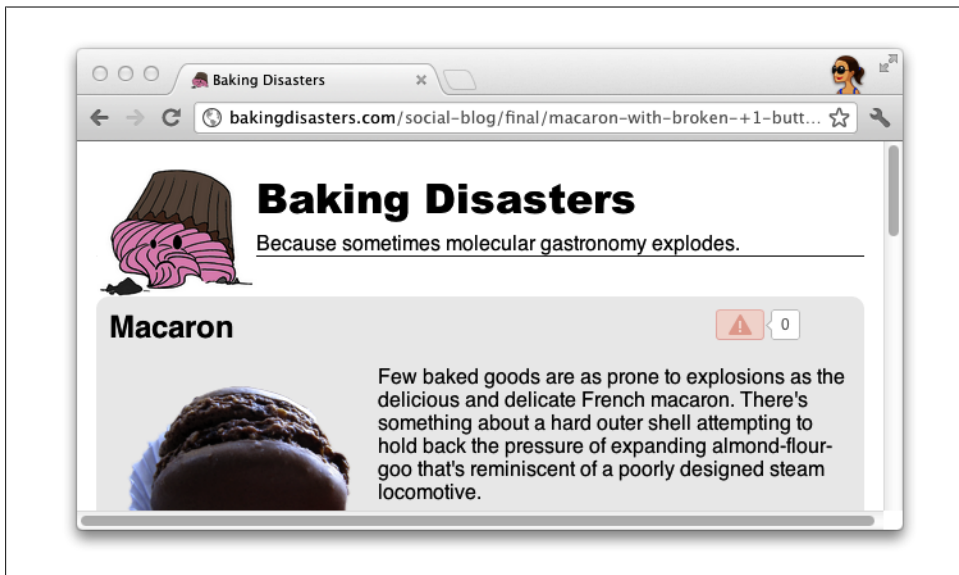 Baking Disasters
bakingdisasters.com/social-blog/final/macaron-with-broken-+1-butt...
Baking Disasters
Because sometimes molecular gastronomy explodes.
Macaron
0
Few baked goods are as prone to explosions as the
delicious and delicate French macaron. There's
something about a hard outer shell attempting to
hold back the pressure of expanding almond-flour-
goo that's reminiscent of a poorly designed steam
locomotive.